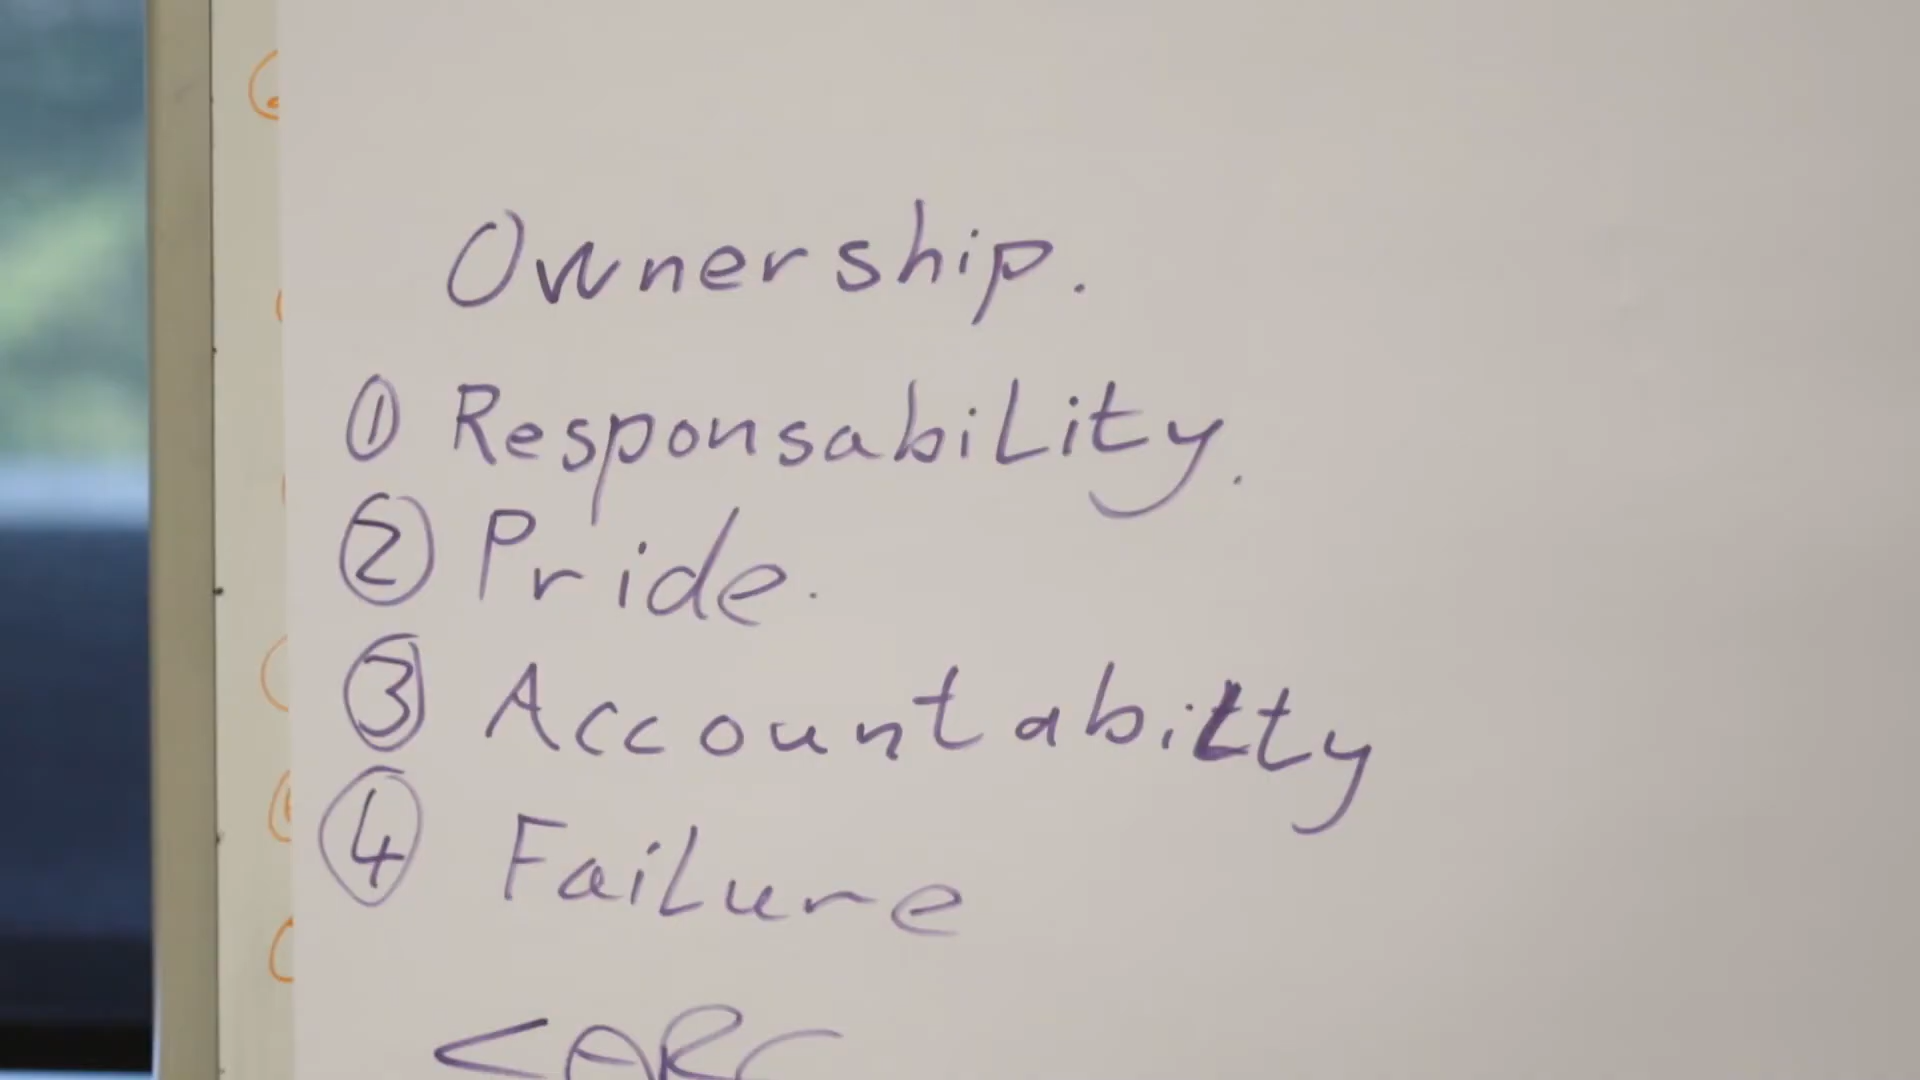 Ownership.
① Responsability.
② Pride.
③ Accountabilty
④ Failure